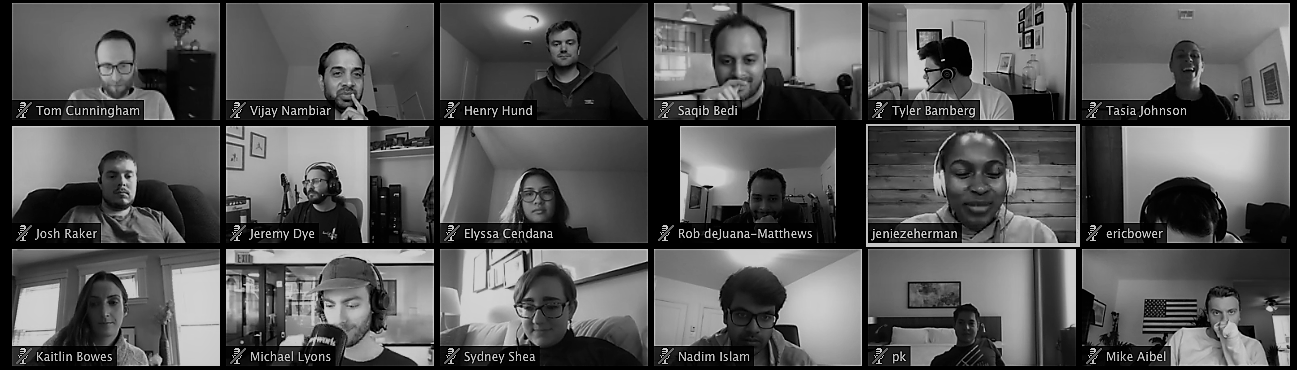 Tom Cunningham
Vijay Nambiar
Henry Hund
Saqib Bedi
Tyler Bamberg
Tasia Johnson
Josh Raker
Jeremy Dye
Elyssa Cendana
Rob deJuana-Matthews
jeniezeherman
ericbower
EXIT
Kaitlin Bowes
Michael Lyons
Sydney Shea
Nadim Islam
pk
Mike Aibel